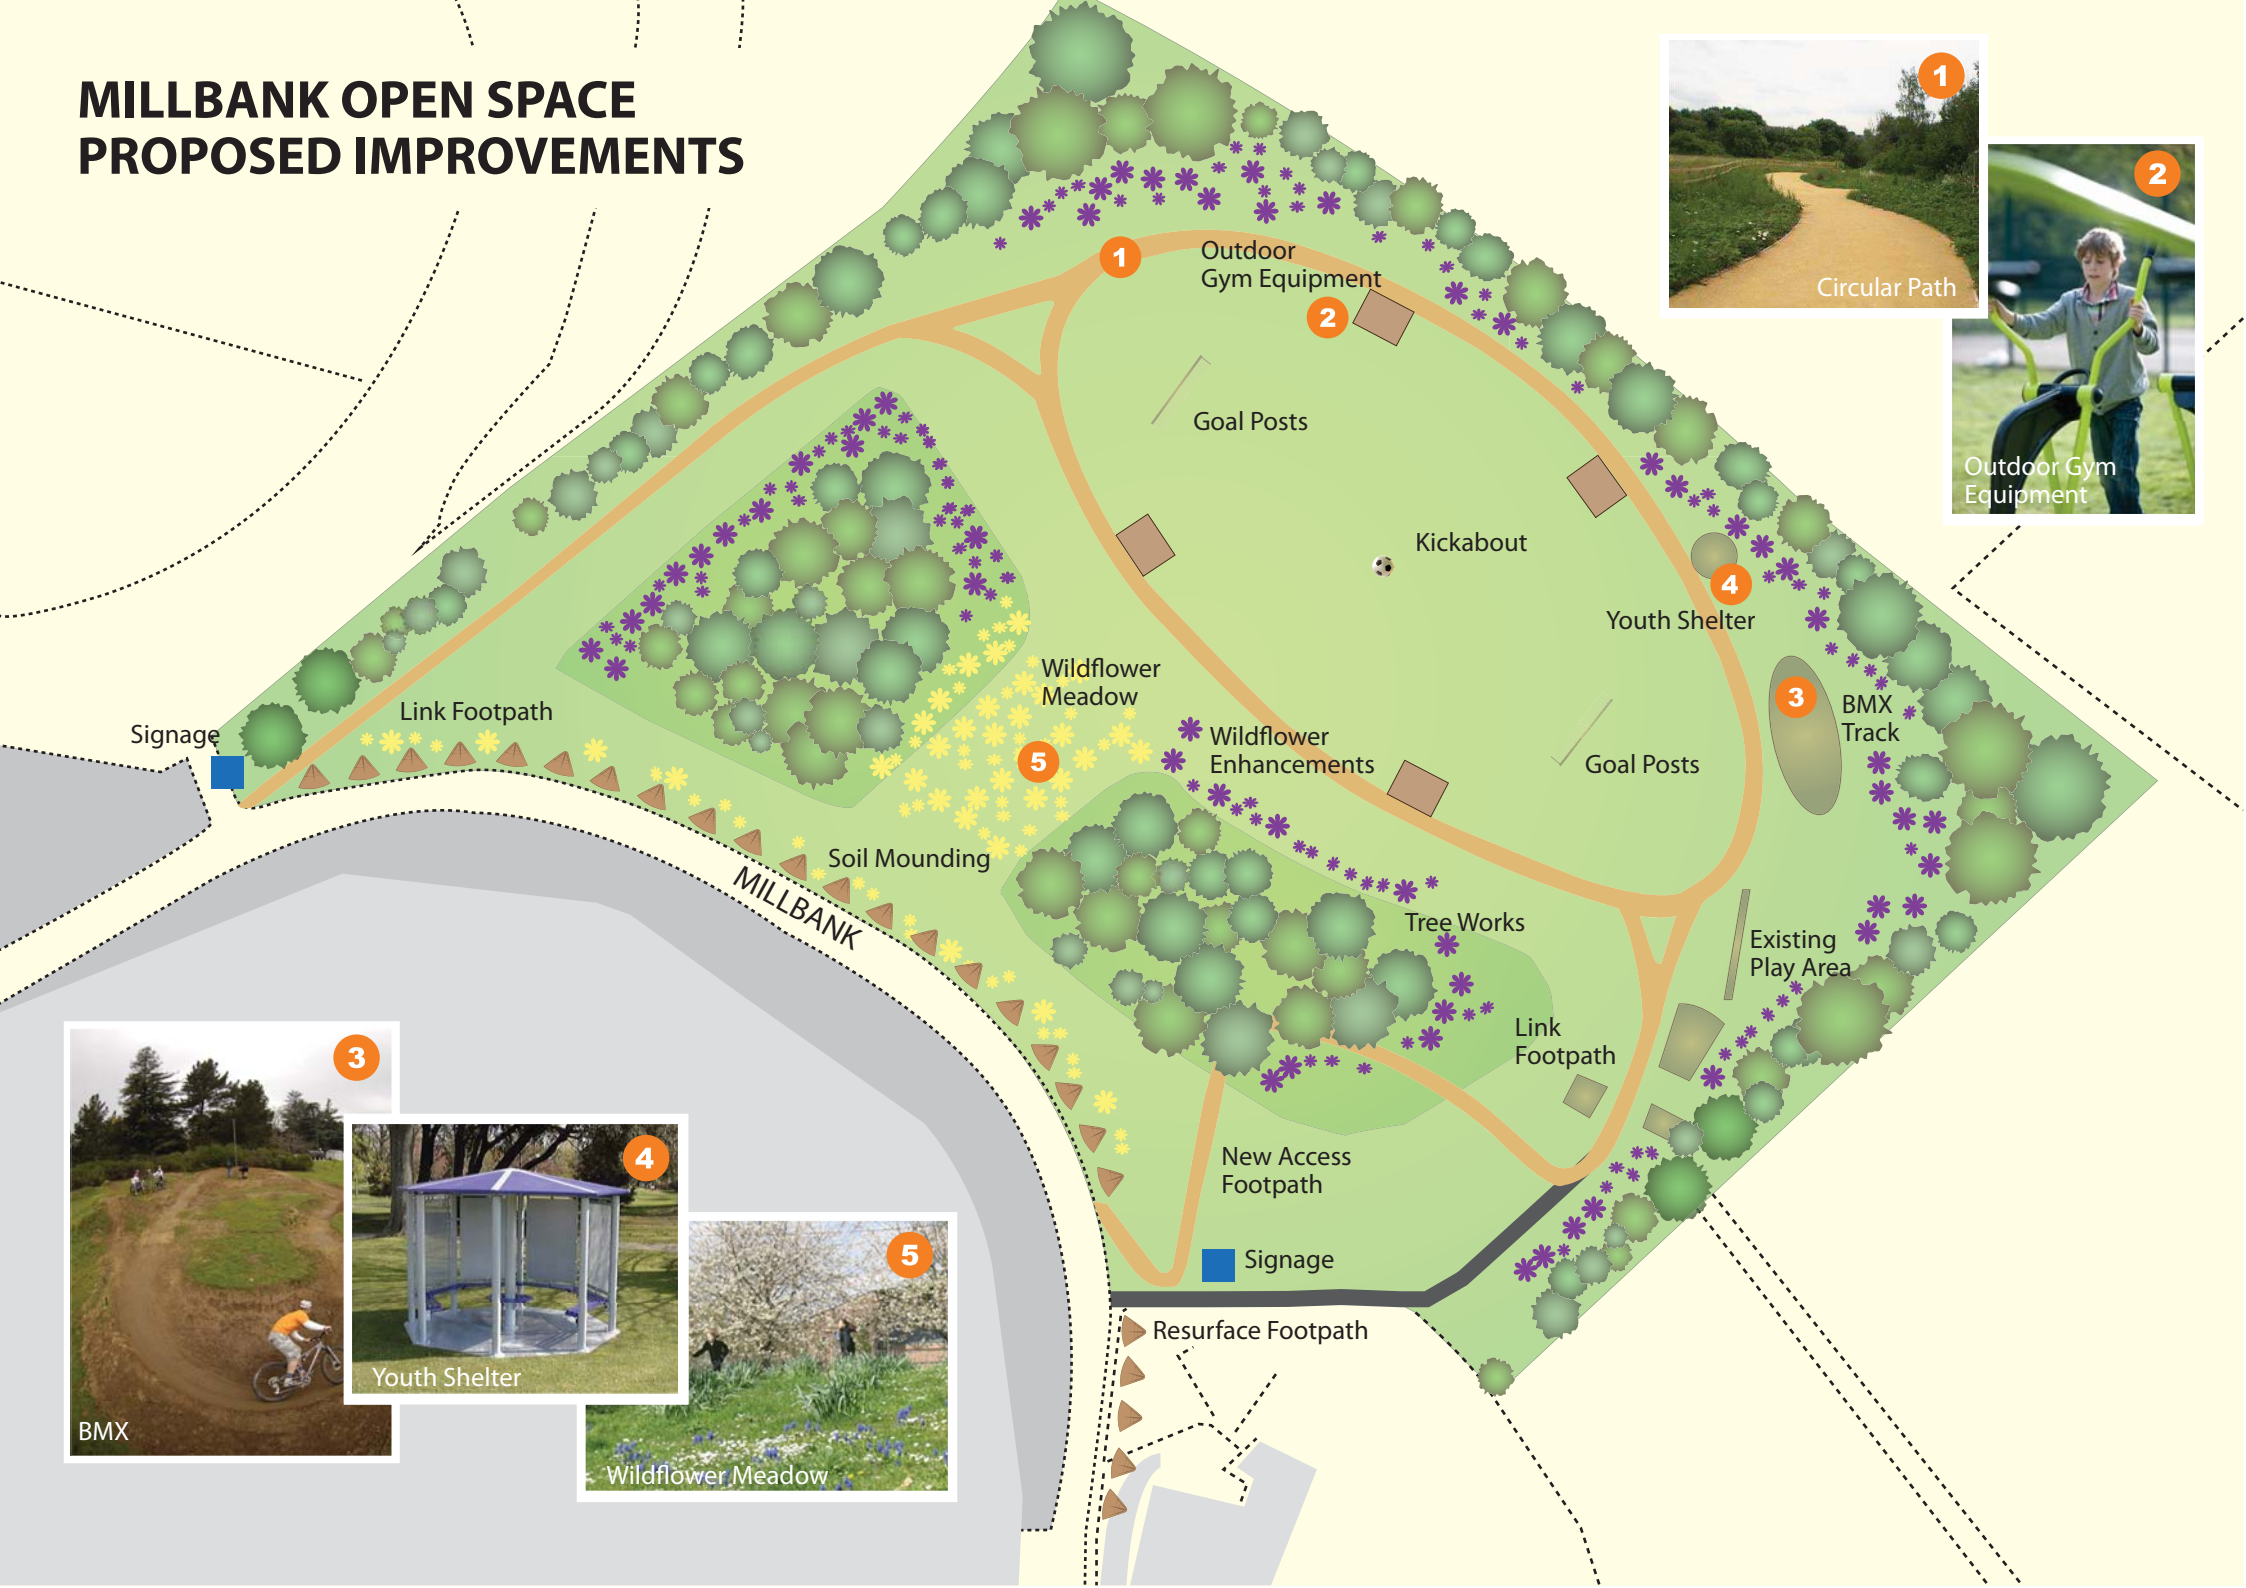 MILLBANK OPEN SPACE
PROPOSED IMPROVEMENTS
1
Circular Path
2
Outdoor Gym
Equipment
1
Outdoor
Gym Equipment
2
Goal Posts
Kickabout
4
Youth Shelter
3
BMX
Track
Wildflower
Meadow
5
Wildflower
Enhancements
Goal Posts
Link Footpath
Signage
Soil Mounding
MILLBANK
Tree Works
Existing
Play Area
Link
Footpath
New Access
Footpath
Signage
Resurface Footpath
3
BMX
4
Youth Shelter
5
Wildflower Meadow